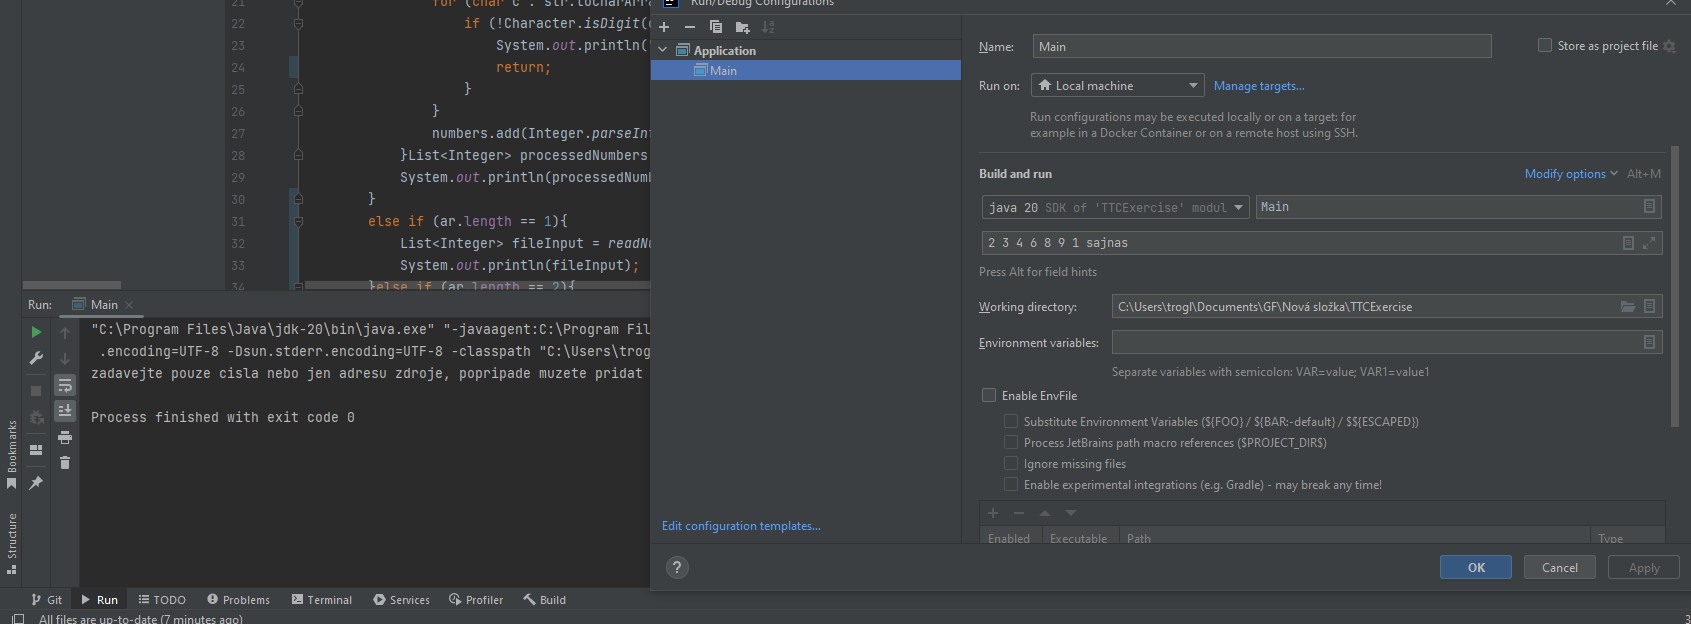 Run/Debug Configurations
21 for (char c : str.toCharArra
22 if (!Character.isDigit(
23 System.out.println(
24 return;
25 }
26 }
27 numbers.add(Integer.parseIn
28 }List<Integer> processedNumbers
29 System.out.println(processedNum
30 }
31 else if (ar.length == 1){
32 List<Integer> fileInput = readN
33 System.out.println(fileInput);
34 }else if (ar.length == 2){
Application
Main
Edit configuration templates...
Name: Main
Store as project file
Run on: Local machine Manage targets...
Run configurations may be executed locally or on a target: for
example in a Docker Container or on a remote host using SSH.
Build and run Modify options Alt+M
java 20 SDK of 'TTCExercise' modul Main
2 3 4 6 8 9 1 sajnas
Press Alt for field hints
Working directory: C:\Users\trogl\Documents\GF\Nová složka\TTCExercise
Environment variables:
Separate variables with semicolon: VAR=value; VAR1=value1
Enable EnvFile
Substitute Environment Variables (${FOO} / ${BAR:-default} / $${ESCAPED})
Process JetBrains path macro references ($PROJECT_DIR$)
Ignore missing files
Enable experimental integrations (e.g. Gradle) - may break any time!
Enabled Executable Path Type
? OK Cancel Apply
Run: Main
"C:\Program Files\Java\jdk-20\bin\java.exe" "-javaagent:C:\Program Fil
.encoding=UTF-8 -Dsun.stderr.encoding=UTF-8 -classpath "C:\Users\trog
zadavejte pouze cisla nebo jen adresu zdroje, popripade muzete pridat
Process finished with exit code 0
Bookmarks
Structure
Git Run TODO Problems Terminal Services Profiler Build
All files are up-to-date (7 minutes ago)